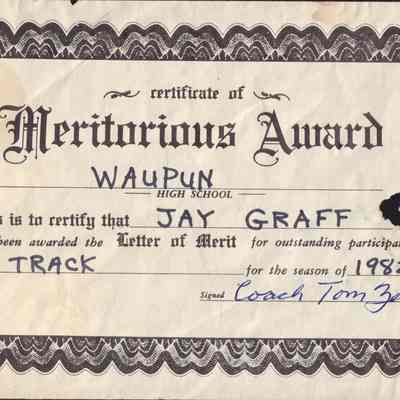 certificate of
Meritorious Award
WAUPUN
HIGH SCHOOL
is is to certify that JAY GRAFF
been awarded the Letter of Merit for outstanding
TRACK for the season of 198
Signed Coach Tom